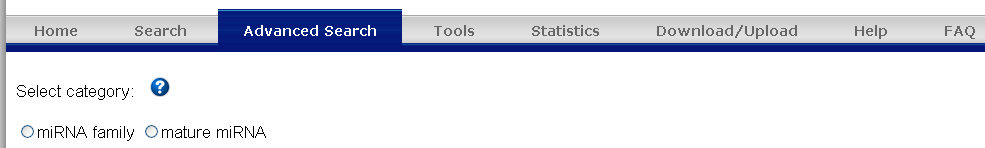 Home Search Advanced Search Tools Statistics Download/Upload Help FAQ
Select category: ?
miRNA family mature miRNA